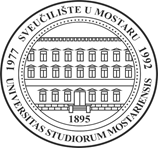 SVEUČILIŠTE U MOSTARU
1977
1992
1895
UNIVERSITAS STUDIORUM MOSTARIENSIS